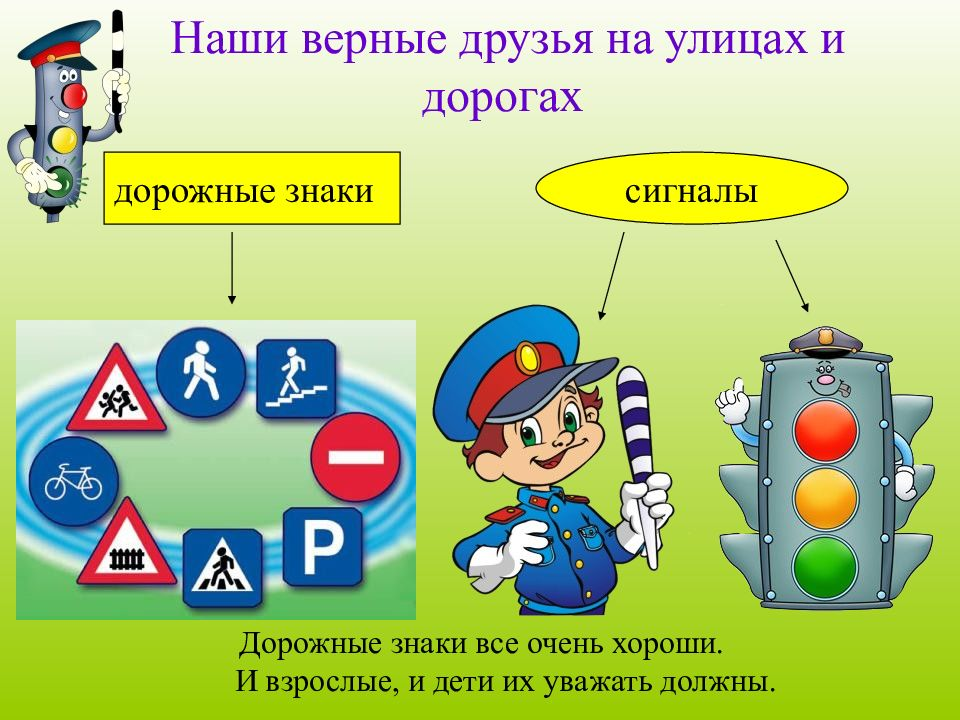 Наши верные друзья на улицах и
дорогах
дорожные знаки
сигналы
P
Дорожные знаки все очень хороши.
И взрослые, и дети их уважать должны.